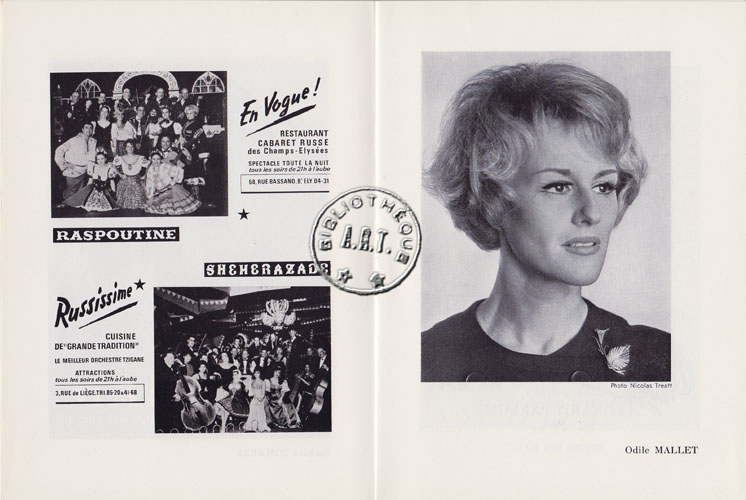 En Vogue!
RESTAURANT
CABARET RUSSE
des Champs-Elysées
SPECTACLE TOUTE LA NUIT
tous les soirs de 21h à l'aube
58, RUE BASSANO. 8ᵉ ELY 04-31
RASPOUTINE
SHEHERAZADE
Russissime
CUISINE
DE "GRANDE TRADITION"
LE MEILLEUR ORCHESTRE TZIGANE
ATTRACTIONS
tous les soirs de 21h à l'aube
3, RUE de LIÈGE. TRI. 85-20 & 41-68
BIBLIOTHÈQUE
A.R.T.
Photo Nicolas Treatt
Odile MALLET